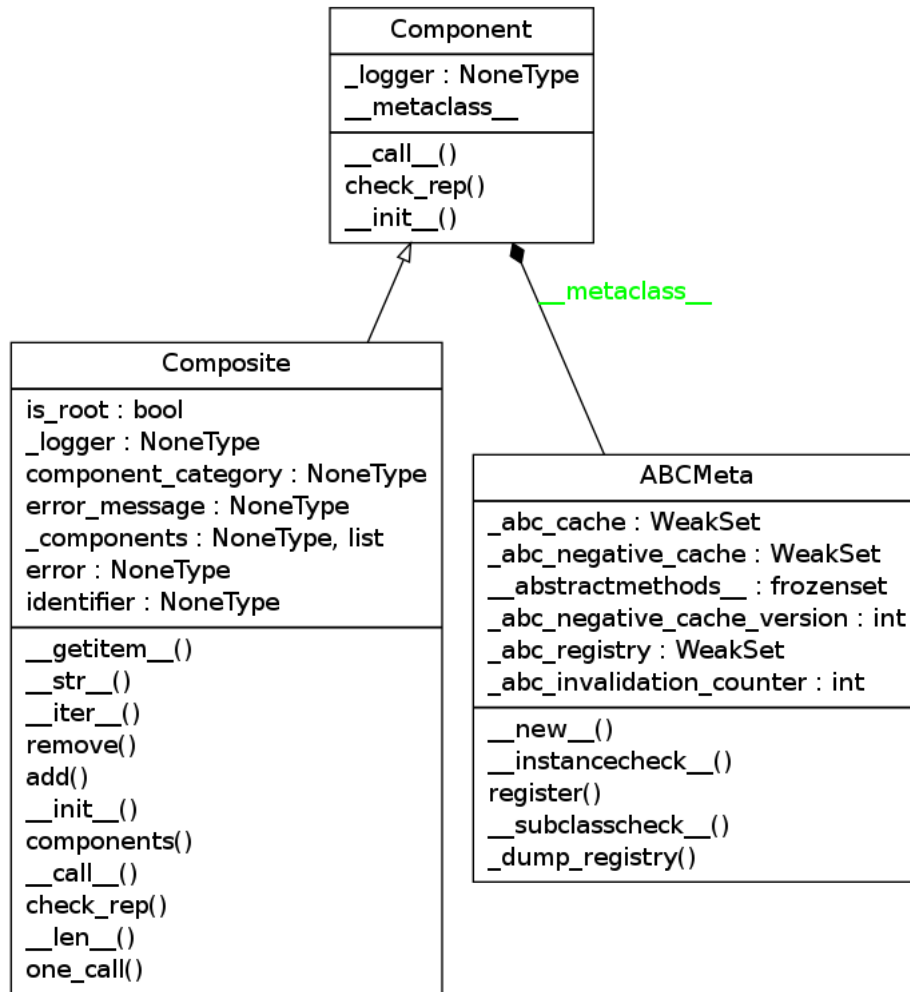 Component
_logger : NoneType
__metaclass__
__call__()
check_rep()
__init__()
__metaclass__
Composite
is_root : bool
_logger : NoneType
component_category : NoneType
error_message : NoneType
_components : NoneType, list
error : NoneType
identifier : NoneType
__getitem__()
__str__()
__iter__()
remove()
add()
__init__()
components()
__call__()
check_rep()
__len__()
one_call()
ABCMeta
_abc_cache : WeakSet
_abc_negative_cache : WeakSet
__abstractmethods__ : frozenset
_abc_negative_cache_version : int
_abc_registry : WeakSet
_abc_invalidation_counter : int
__new__()
__instancecheck__()
register()
__subclasscheck__()
_dump_registry()